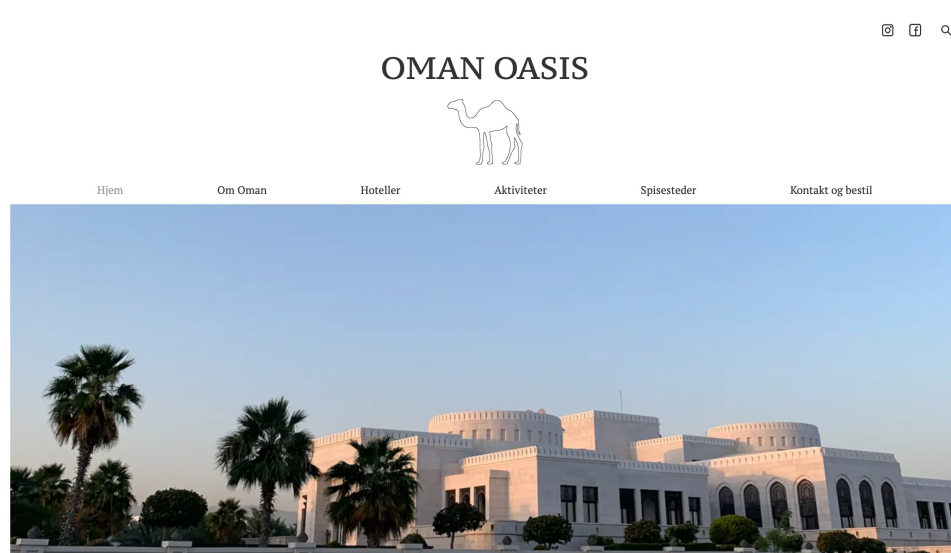 OMAN OASIS
Hjem Om Oman Hoteller Aktiviteter Spisesteder Kontakt og bestil